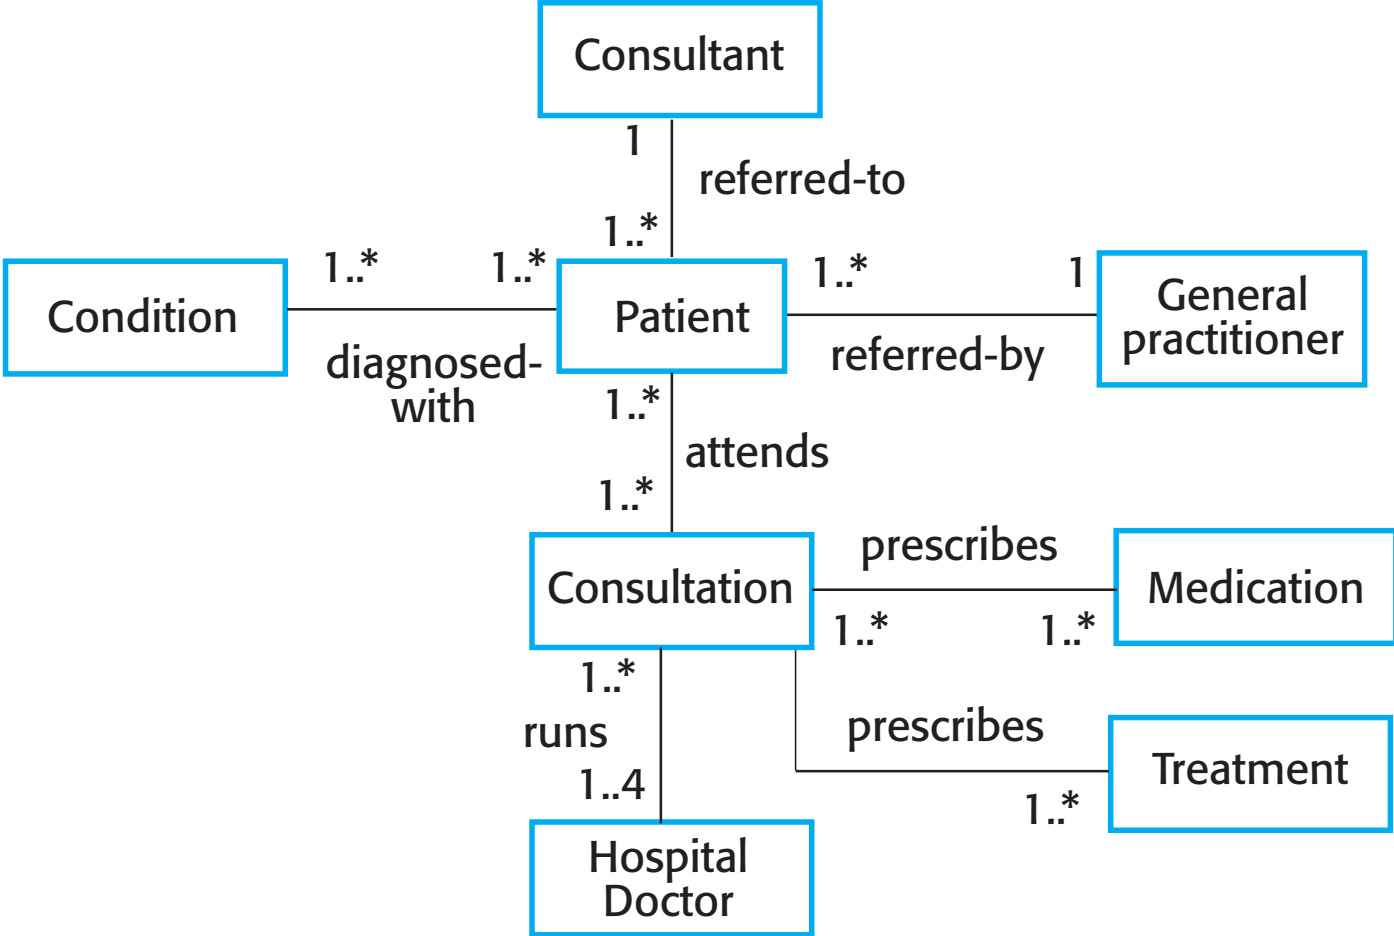 Consultant
1
referred-to
1..*
1..*
1..*
1..*
1
Condition
Patient
General
practitioner
diagnosed-
with
referred-by
1..*
attends
1..*
prescribes
Consultation
Medication
1..*
1..*
1..*
runs
prescribes
1..4
Treatment
1..*
Hospital
Doctor